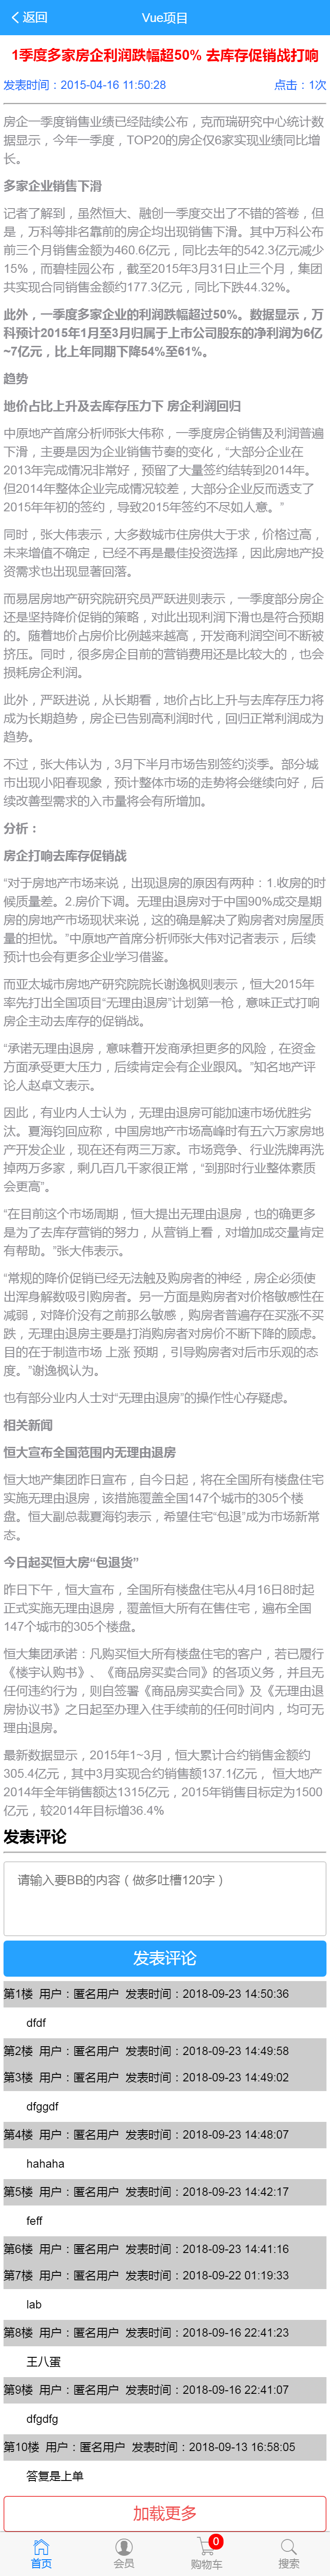 返回 Vue项目
1季度多家房企利润跌幅超50% 去库存促销战打响
发表时间：2015-04-16 11:50:28 点击：1次
房企一季度销售业绩已经陆续公布，克而瑞研究中心统计数
据显示，今年一季度，TOP20的房企仅6家实现业绩同比增
长。
多家企业销售下滑
记者了解到，虽然恒大、融创一季度交出了不错的答卷，但
是，万科等排名靠前的房企均出现销售下滑。其中万科公布
前三个月销售金额为460.6亿元，同比去年的542.3亿元减少
15%，而碧桂园公布，截至2015年3月31日止三个月，集团
共实现合同销售金额约177.3亿元，同比下跌44.32%。
此外，一季度多家企业的利润跌幅超过50%。数据显示，万
科预计2015年1月至3月归属于上市公司股东的净利润为6亿
~7亿元，比上年同期下降54%至61%。
趋势
地价占比上升及去库存压力下 房企利润回归
中原地产首席分析师张大伟称，一季度房企销售及利润普遍
下滑，主要是因为企业销售节奏的变化，“大部分企业在
2013年完成情况非常好，预留了大量签约结转到2014年。
但2014年整体企业完成情况较差，大部分企业反而透支了
2015年年初的签约，导致2015年签约不尽如人意。”
同时，张大伟表示，大多数城市住房供大于求，价格过高，
未来增值不确定，已经不再是最佳投资选择，因此房地产投
资需求也出现显著回落。
而易居房地产研究院研究员严跃进则表示，一季度部分房企
还是坚持降价促销的策略，对此出现利润下滑也是符合预期
的。随着地价占房价比例越来越高，开发商利润空间不断被
挤压。同时，很多房企目前的营销费用还是比较大的，也会
损耗房企利润。
此外，严跃进说，从长期看，地价占比上升与去库存压力将
成为长期趋势，房企已告别高利润时代，回归正常利润成为
趋势。
不过，张大伟认为，3月下半月市场告别签约淡季。部分城
市出现小阳春现象，预计整体市场的走势将会继续向好，后
续改善型需求的入市量将会有所增加。
分析：
房企打响去库存促销战
“对于房地产市场来说，出现退房的原因有两种：1.收房的时
候质量差。2.房价下调。无理由退房对于中国90%成交是期
房的房地产市场现状来说，这的确是解决了购房者对房屋质
量的担忧。”中原地产首席分析师张大伟对记者表示，后续
预计也会有更多企业学习借鉴。
而亚太城市房地产研究院院长谢逸枫则表示，恒大2015年
率先打出全国项目“无理由退房”计划第一枪，意味正式打响
房企主动去库存的促销战。
“承诺无理由退房，意味着开发商承担更多的风险，在资金
方面承受更大压力，后续肯定会有企业跟风。”知名地产评
论人赵卓文表示。
因此，有业内人士认为，无理由退房可能加速市场优胜劣
汰。夏海钧回应称，中国房地产市场高峰时有五六万家房地
产开发企业，现在还有两三万家。市场竞争、行业洗牌再洗
掉两万多家，剩几百几千家很正常，“到那时行业整体素质
会更高”。
“在目前这个市场周期，恒大提出无理由退房，也的确更多
是为了去库存营销的努力，从营销上看，对增加成交量肯定
有帮助。”张大伟表示。
“常规的降价促销已经无法触及购房者的神经，房企必须使
出浑身解数吸引购房者。另一方面是购房者对价格敏感性在
减弱，对降价没有之前那么敏感，购房者普遍存在买涨不买
跌，无理由退房主要是打消购房者对房价不断下降的顾虑。
目的在于制造市场 上涨 预期，引导购房者对后市乐观的态
度。”谢逸枫认为。
也有部分业内人士对“无理由退房”的操作性心存疑虑。
相关新闻
恒大宣布全国范围内无理由退房
恒大地产集团昨日宣布，自今日起，将在全国所有楼盘住宅
实施无理由退房，该措施覆盖全国147个城市的305个楼
盘。恒大副总裁夏海钧表示，希望住宅“包退”成为市场新常
态。
今日起买恒大房“包退货”
昨日下午，恒大宣布，全国所有楼盘住宅从4月16日8时起
正式实施无理由退房，覆盖恒大所有在售住宅，遍布全国
147个城市的305个楼盘。
恒大集团承诺：凡购买恒大所有楼盘住宅的客户，若已履行
《楼宇认购书》、《商品房买卖合同》的各项义务，并且无
任何违约行为，则自签署《商品房买卖合同》及《无理由退
房协议书》之日起至办理入住手续前的任何时间内，均可无
理由退房。
最新数据显示，2015年1~3月，恒大累计合约销售金额约
305.4亿元，其中3月实现合约销售额137.1亿元， 恒大地产
2014年全年销售额达1315亿元，2015年销售目标定为1500
亿元，较2014年目标增36.4%
发表评论
请输入要BB的内容（做多吐槽120字）
发表评论
第1楼 用户：匿名用户 发表时间：2018-09-23 14:50:36
dfdf
第2楼 用户：匿名用户 发表时间：2018-09-23 14:49:58
第3楼 用户：匿名用户 发表时间：2018-09-23 14:49:02
dfggdf
第4楼 用户：匿名用户 发表时间：2018-09-23 14:48:07
hahaha
第5楼 用户：匿名用户 发表时间：2018-09-23 14:42:17
feff
第6楼 用户：匿名用户 发表时间：2018-09-23 14:41:16
第7楼 用户：匿名用户 发表时间：2018-09-22 01:19:33
lab
第8楼 用户：匿名用户 发表时间：2018-09-16 22:41:23
王八蛋
第9楼 用户：匿名用户 发表时间：2018-09-16 22:41:07
dfgdfg
第10楼 用户：匿名用户 发表时间：2018-09-13 16:58:05
答复是上单
加载更多
0
首页 会员 购物车 搜索